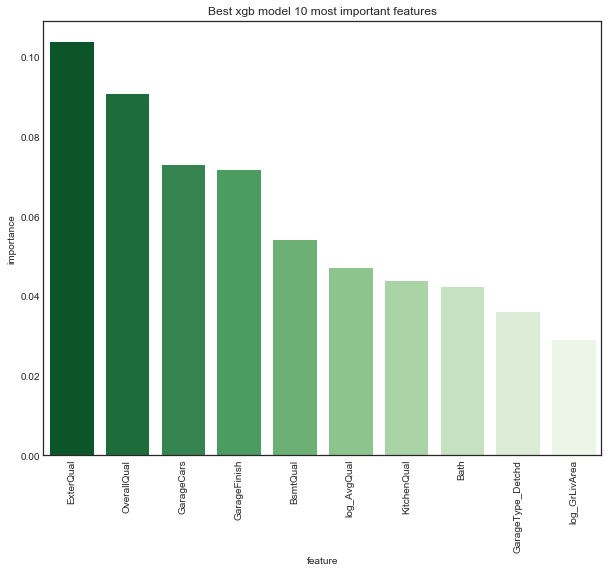 Best xgb model 10 most important features
0.10
0.08
0.06
0.04
0.02
0.00
importance
ExterQual
OverallQual
GarageCars
GarageFinish
BsmtQual
log_AvgQual
KitchenQual
Bath
GarageType_Detchd
log_GrLivArea
feature